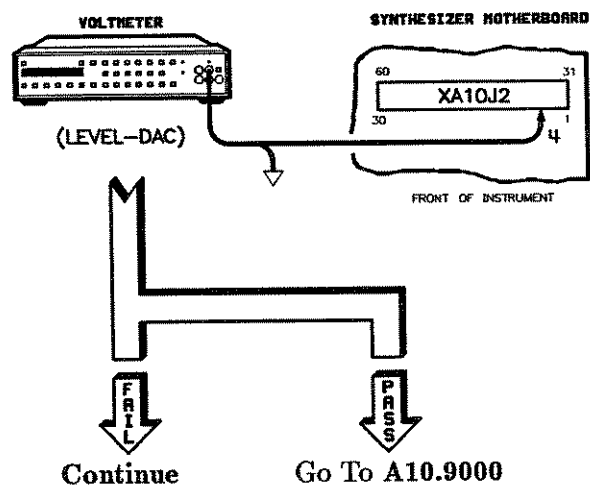 VOLTMETER
SYNTHESIZER MOTHERBOARD
60 31
XA10J2
30 1
4
(LEVEL-DAC)
FRONT OF INSTRUMENT
FAIL
PASS
Continue
Go To A10.9000